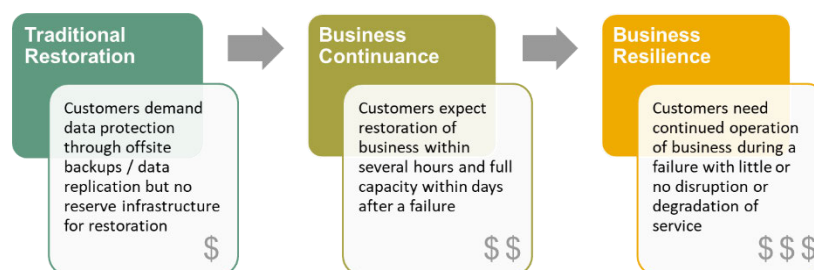 Traditional
Restoration
Customers demand
data protection
through offsite
backups / data
replication but no
reserve infrastructure
for restoration
$
Business
Continuance
Customers expect
restoration of
business within
several hours and full
capacity within days
after a failure
$ $
Business
Resilience
Customers need
continued operation
of business during a
failure with little or
no disruption or
degradation of
service
$ $ $